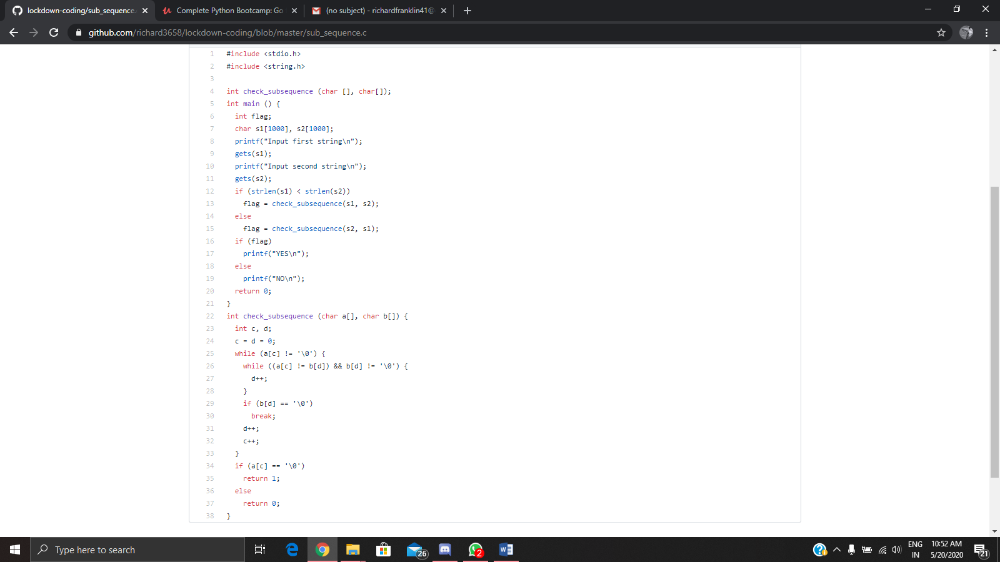 lockdown-coding/sub_sequence.
Complete Python Bootcamp: Go
(no subject) - richardfranklin41@
github.com/richard3658/lockdown-coding/blob/master/sub_sequence.c
1 #include <stdio.h>
2 #include <string.h>
3
4 int check_subsequence (char [], char[]);
5 int main () {
6 int flag;
7 char s1[1000], s2[1000];
8 printf("Input first string\n");
9 gets(s1);
10 printf("Input second string\n");
11 gets(s2);
12 if (strlen(s1) < strlen(s2))
13 flag = check_subsequence(s1, s2);
14 else
15 flag = check_subsequence(s2, s1);
16 if (flag)
17 printf("YES\n");
18 else
19 printf("NO\n");
20 return 0;
21 }
22 int check_subsequence (char a[], char b[]) {
23 int c, d;
24 c = d = 0;
25 while (a[c] != '\0') {
26 while ((a[c] != b[d]) && b[d] != '\0') {
27 d++;
28 }
29 if (b[d] == '\0')
30 break;
31 d++;
32 c++;
33 }
34 if (a[c] == '\0')
35 return 1;
36 else
37 return 0;
38 }
Type here to search
26
2
ENG
IN
10:52 AM
5/20/2020
21